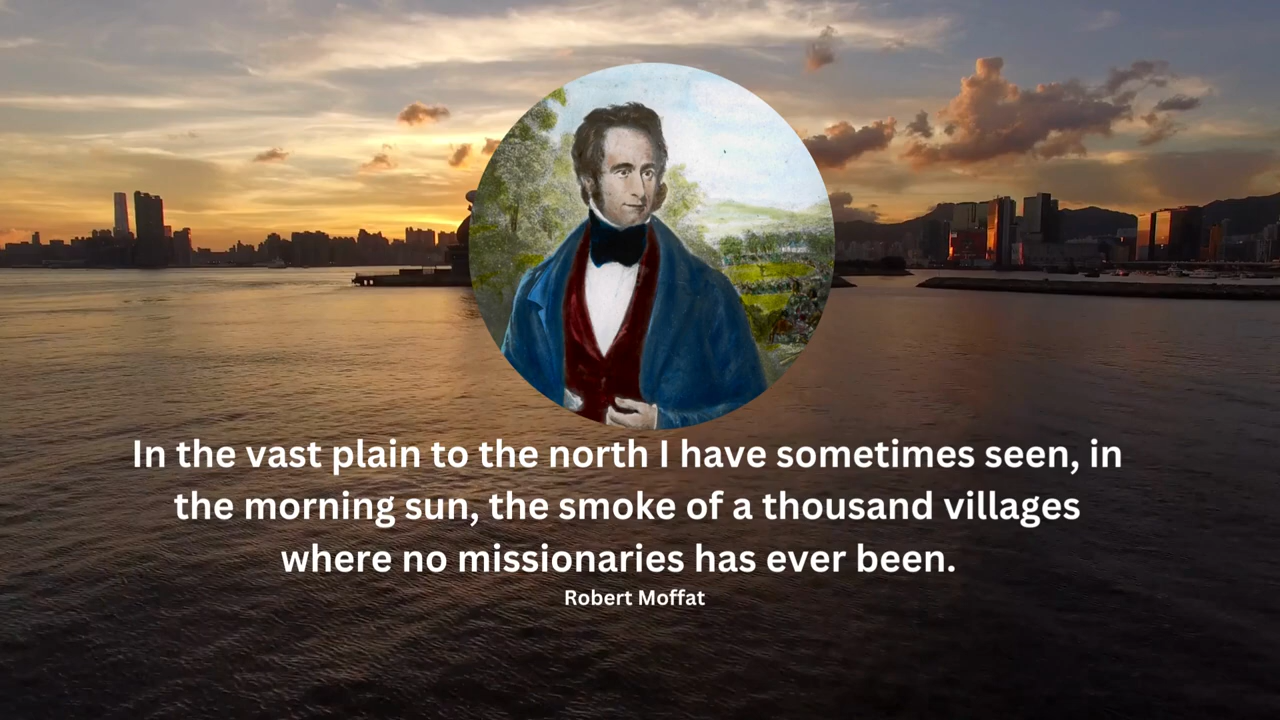 In the vast plain to the north I have sometimes seen, in
the morning sun, the smoke of a thousand villages
where no missionaries has ever been.
Robert Moffat